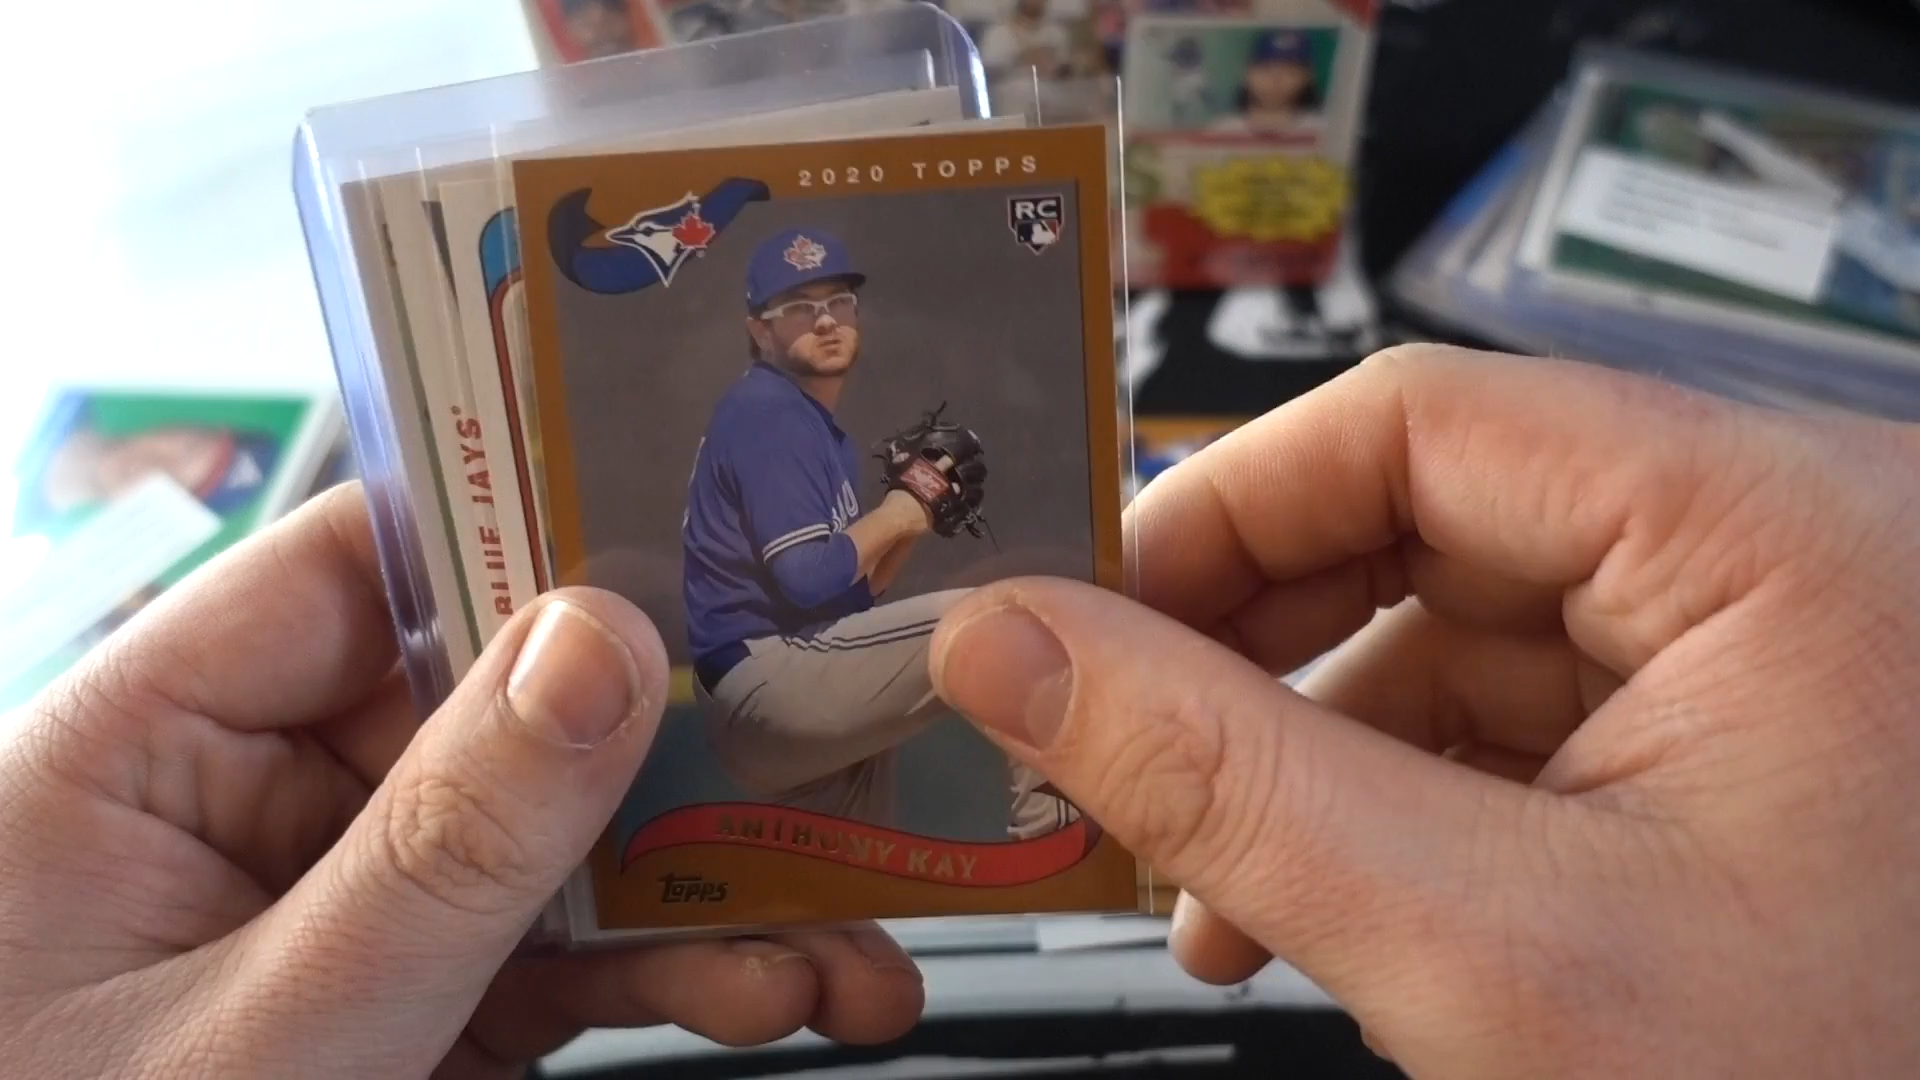 2020 TOPPS
RC
BLUE JAYS
ANTHONY KAY
topps